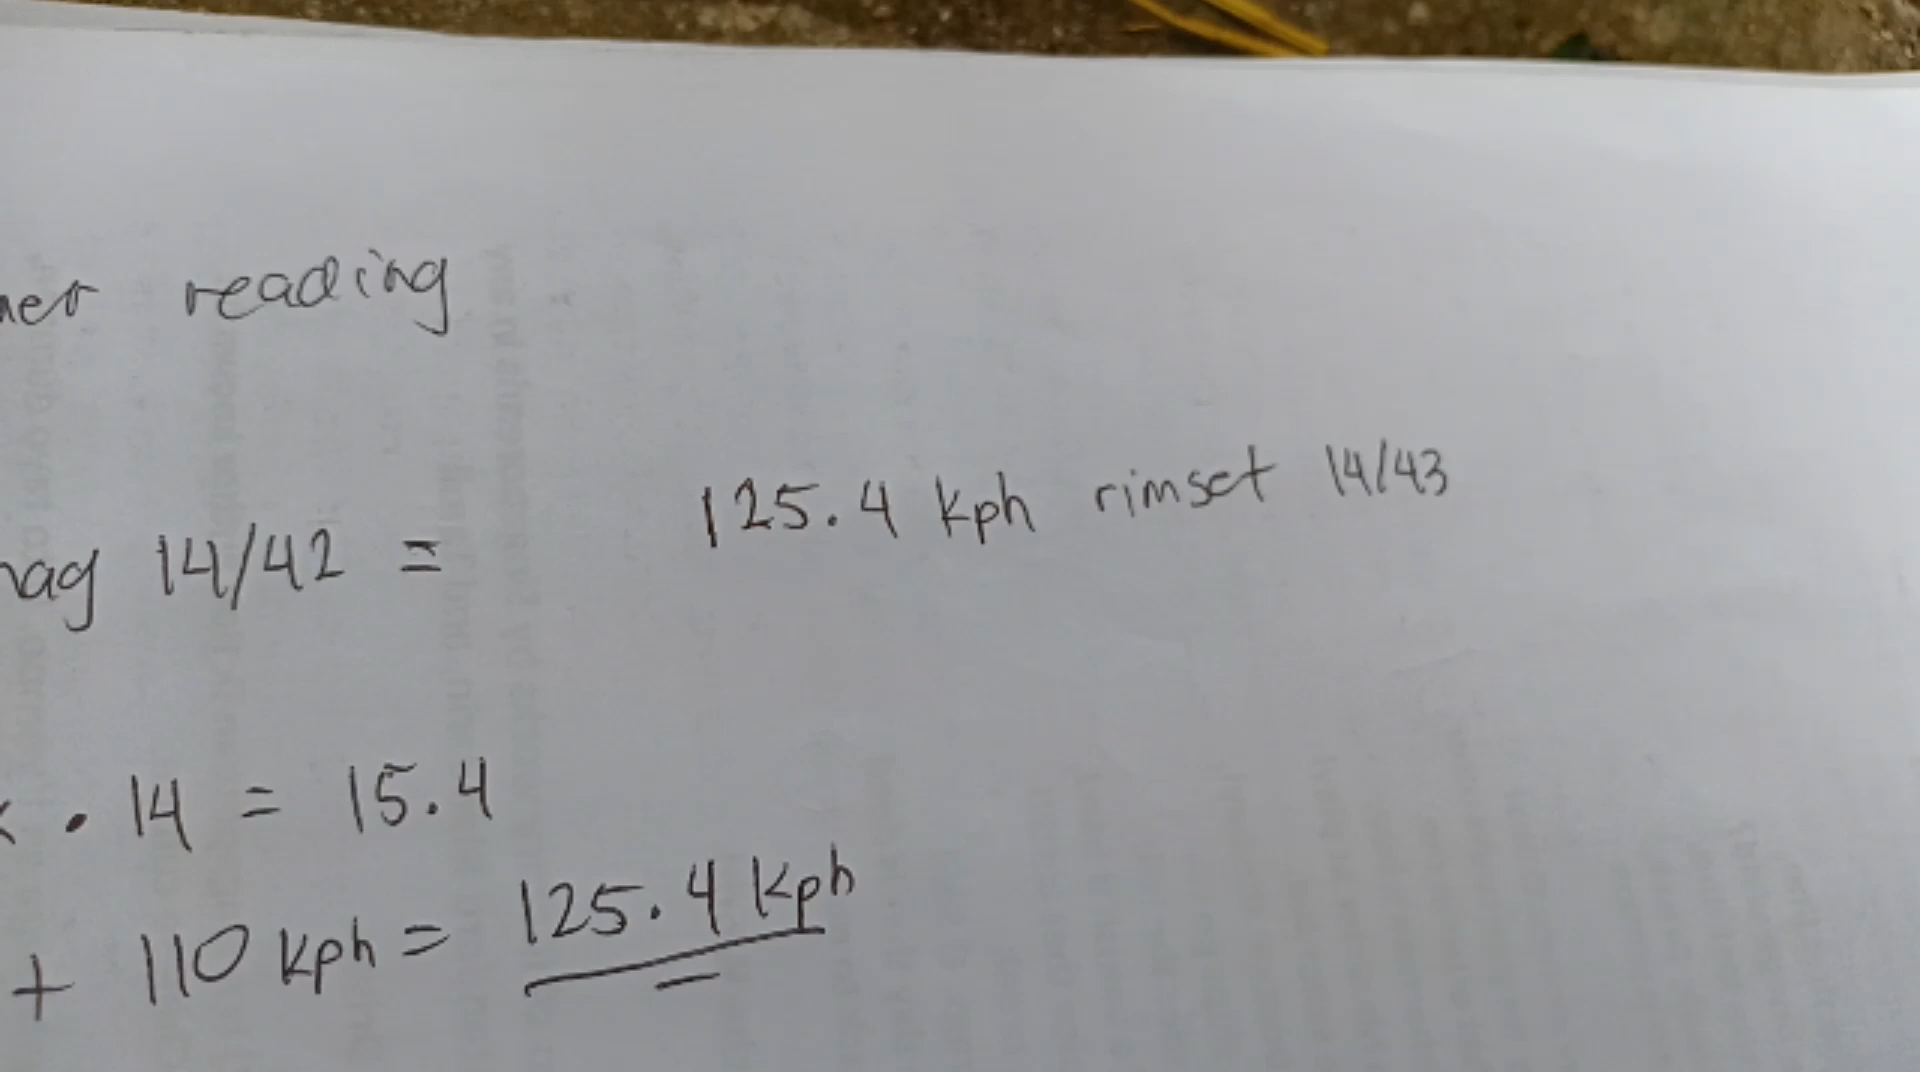 reading
14/42 =
125.4 kph rimset 14/43
. 14 = 15.4
+ 110 kph = 125.4 kph